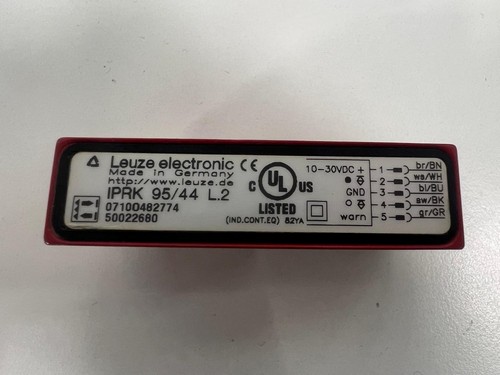 Leuze electronic CE
Made in Germany
http://www.leuze.de
IPRK 95/44 L.2
07100482774
50022680
C UL US
LISTED
(IND.CONT.EQ) 82YA
10-30VDC + 1 br/BN
2 ws/WH
GND 3 bl/BU
4 sw/BK
warn 5 gr/GR